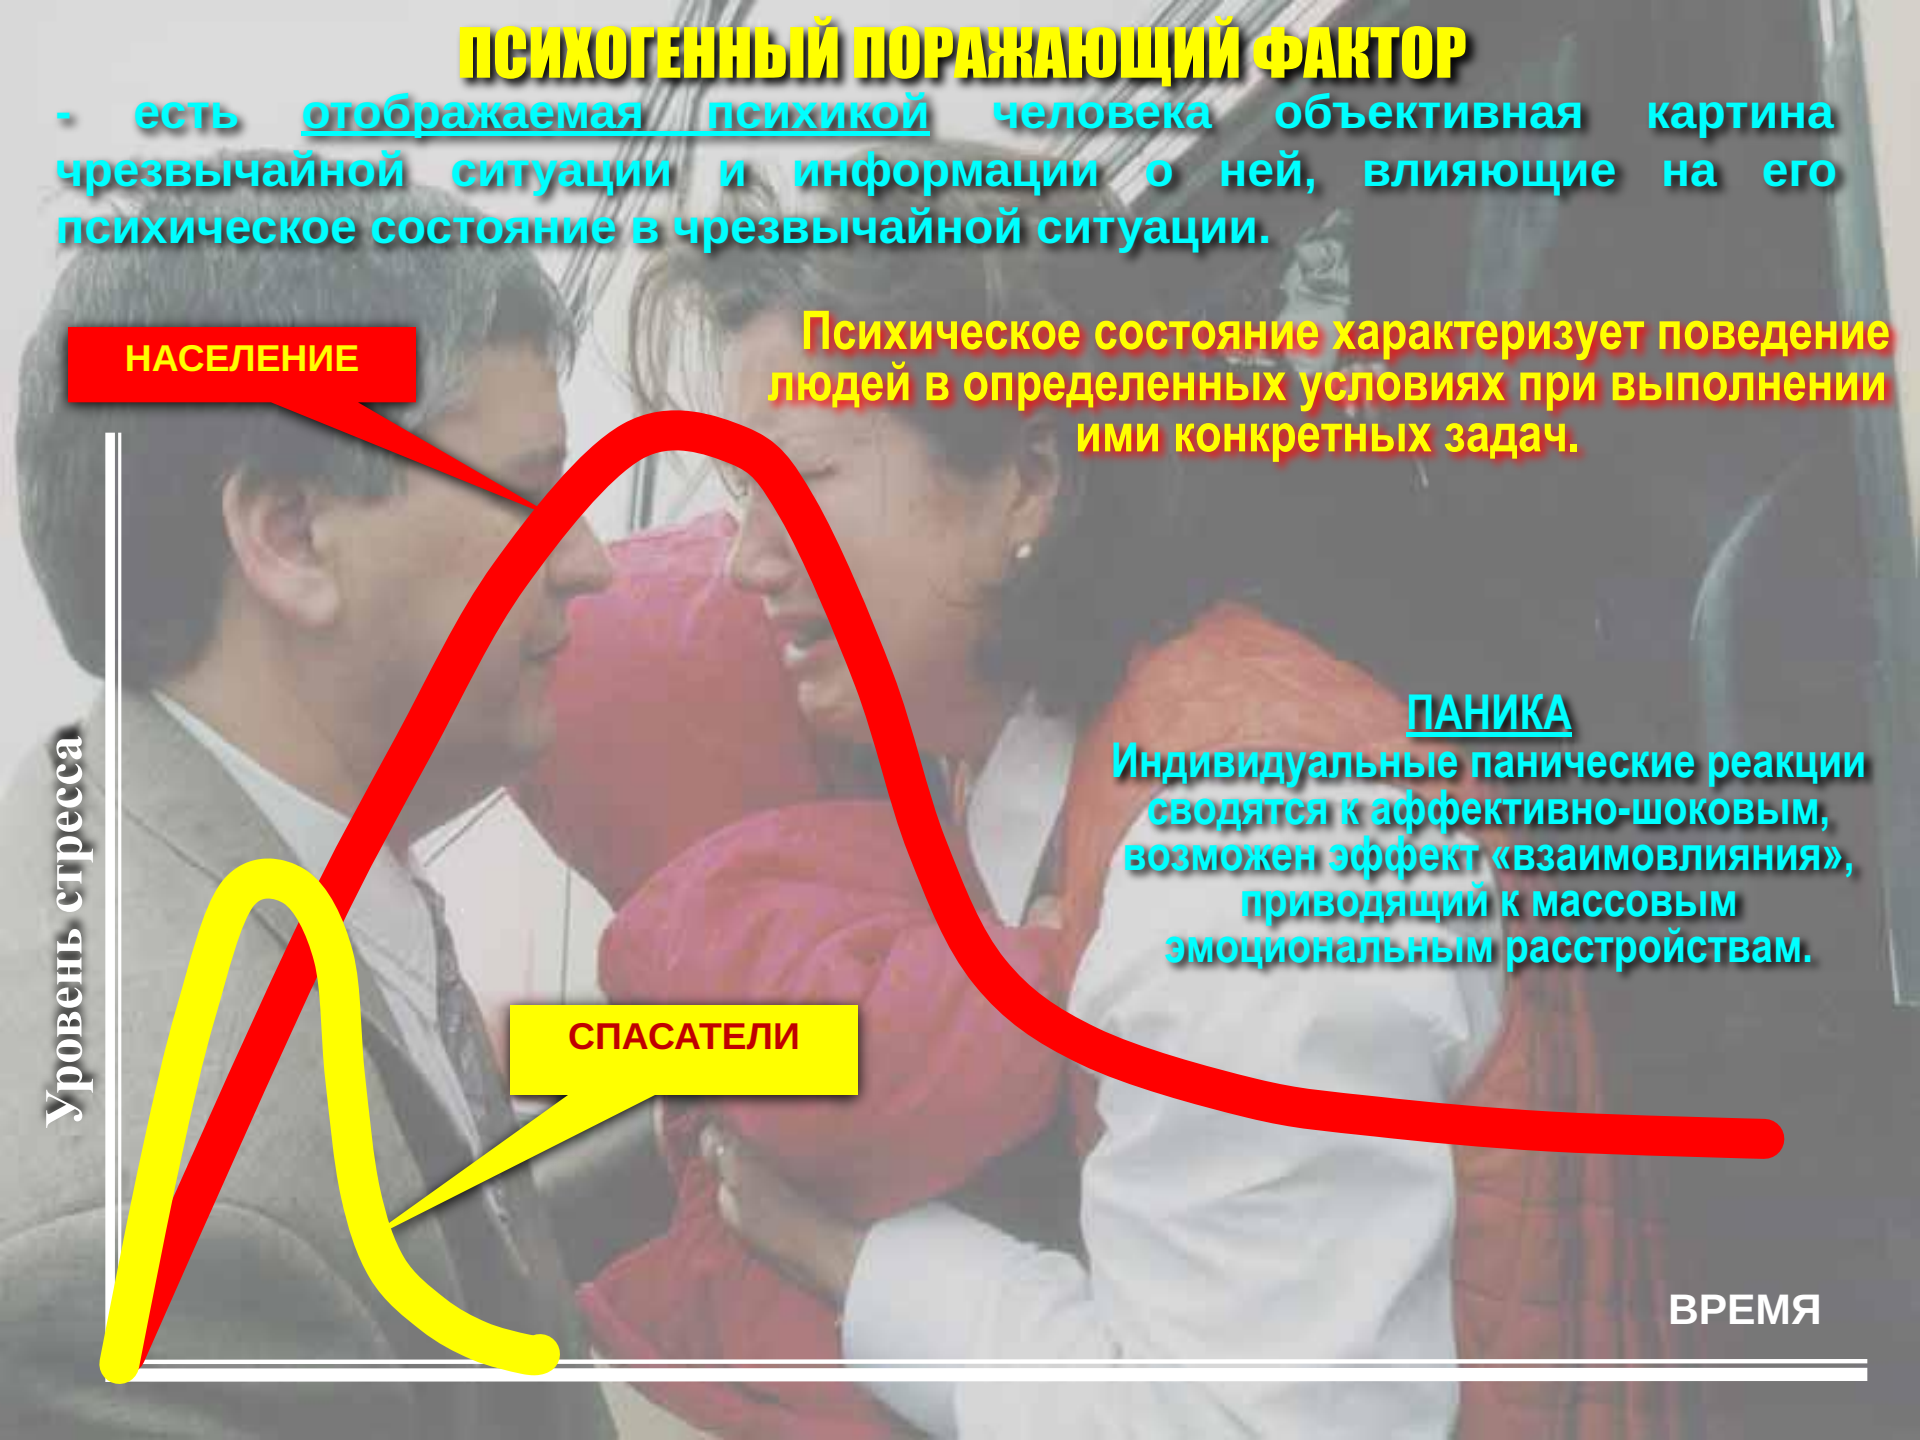 ПСИХОГЕННЫЙ ПОРАЖАЮЩИЙ ФАКТОР
- есть отображаемая психикой человека объективная картина
чрезвычайной ситуации и информации о ней, влияющие на его
психическое состояние в чрезвычайной ситуации.
Психическое состояние характеризует поведение
людей в определенных условиях при выполнении
ими конкретных задач.
НАСЕЛЕНИЕ
ПАНИКА
Индивидуальные панические реакции
сводятся к аффективно-шоковым,
возможен эффект «взаимовлияния»,
приводящий к массовым
эмоциональным расстройствам.
Уровень стресса
СПАСАТЕЛИ
ВРЕМЯ